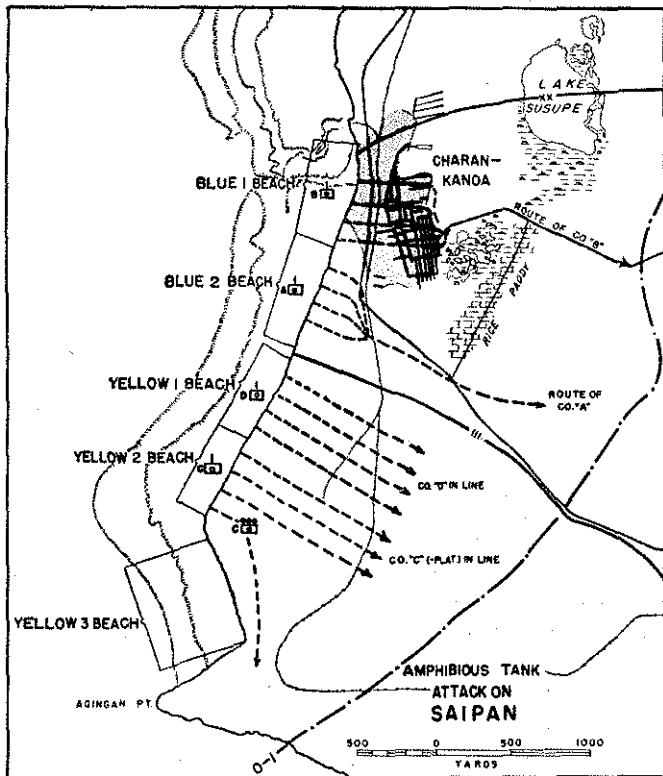 LAKE
XX
SUSUPE
CHARAN-
KANOA
BLUE 1 BEACH
B
ROUTE OF CO. "B"
BLUE 2 BEACH
A
RICE PADDY
YELLOW 1 BEACH
D
ROUTE OF
CO. "A"
YELLOW 2 BEACH
C
III
CO. "D" IN LINE
C
CO. "C" (-PLAT) IN LINE
YELLOW 3 BEACH
AGINGAN PT.
AMPHIBIOUS TANK
ATTACK ON
SAIPAN
500 0 500 1000
YARDS
O-1